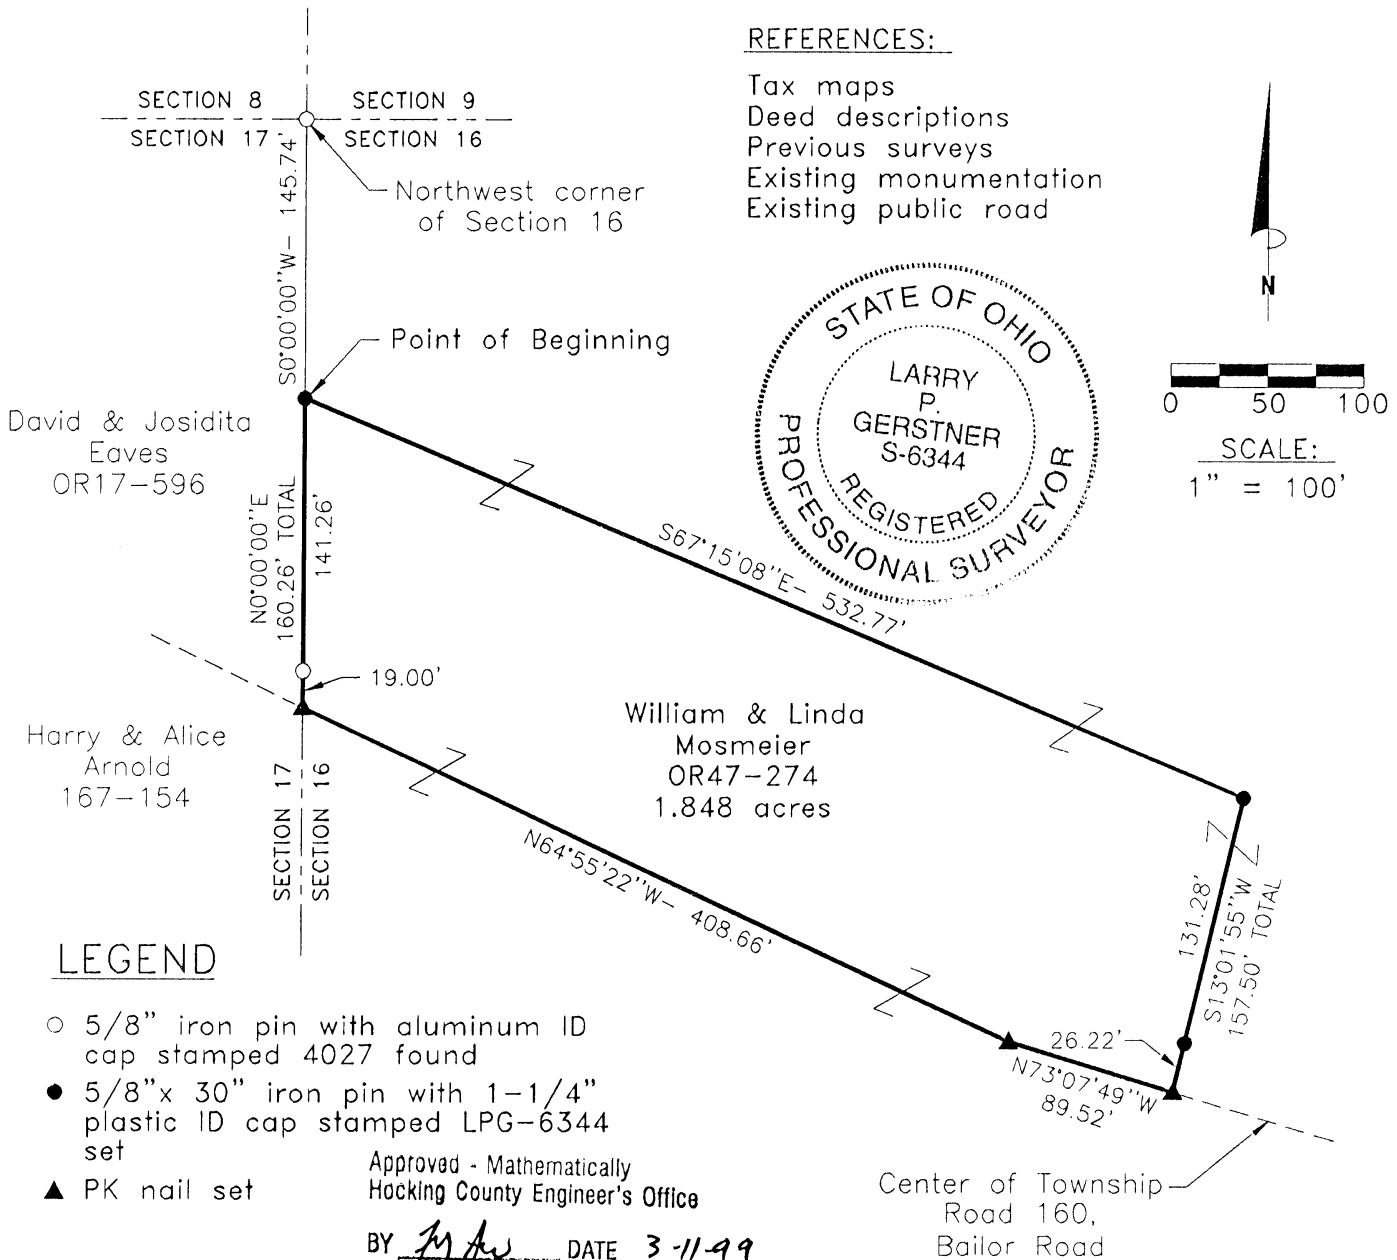 REFERENCES:
Tax maps
Deed descriptions
Previous surveys
Existing monumentation
Existing public road
SECTION 8
SECTION 9
SECTION 17
SECTION 16
S0°00'00"W- 145.74'
Northwest corner
of Section 16
N
0 50 100
SCALE:
1" = 100'
STATE OF OHIO
LARRY
P.
GERSTNER
S-6344
REGISTERED
PROFESSIONAL SURVEYOR
Point of Beginning
David & Josidita
Eaves
OR17-596
N0°00'00"E
160.26' TOTAL
141.26'
S67°15'08"E- 532.77'
19.00'
William & Linda
Mosmeier
OR47-274
1.848 acres
Harry & Alice
Arnold
167-154
SECTION 17
SECTION 16
N64°55'22"W- 408.66'
131.28'
S13°01'55"W
157.50' TOTAL
26.22'
N73°07'49"W
89.52'
Center of Township
Road 160,
Bailor Road
LEGEND
5/8" iron pin with aluminum ID
cap stamped 4027 found
5/8"x 30" iron pin with 1-1/4"
plastic ID cap stamped LPG-6344
set
PK nail set
Approved - Mathematically
Hocking County Engineer's Office
BY DATE 3-11-99